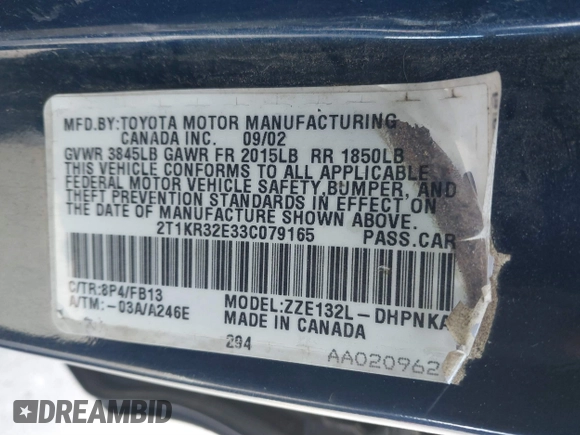 MFD.BY:TOYOTA MOTOR MANUFACTURING
CANADA INC. 09/02
GVWR 3845LB GAWR FR 2015LB RR 1850LB
THIS VEHICLE CONFORMS TO ALL APPLICABLE
FEDERAL MOTOR VEHICLE SAFETY,BUMPER, AND
THEFT PREVENTION STANDARDS IN EFFECT ON
THE DATE OF MANUFACTURE SHOWN ABOVE.
2T1KR32E33C079165 PASS.CAR
C/TR:8P4/FB13 MODEL:ZZE132L-DHPNKA
A/TM:-03A/A246E MADE IN CANADA
294
AA020962
DREAMBID